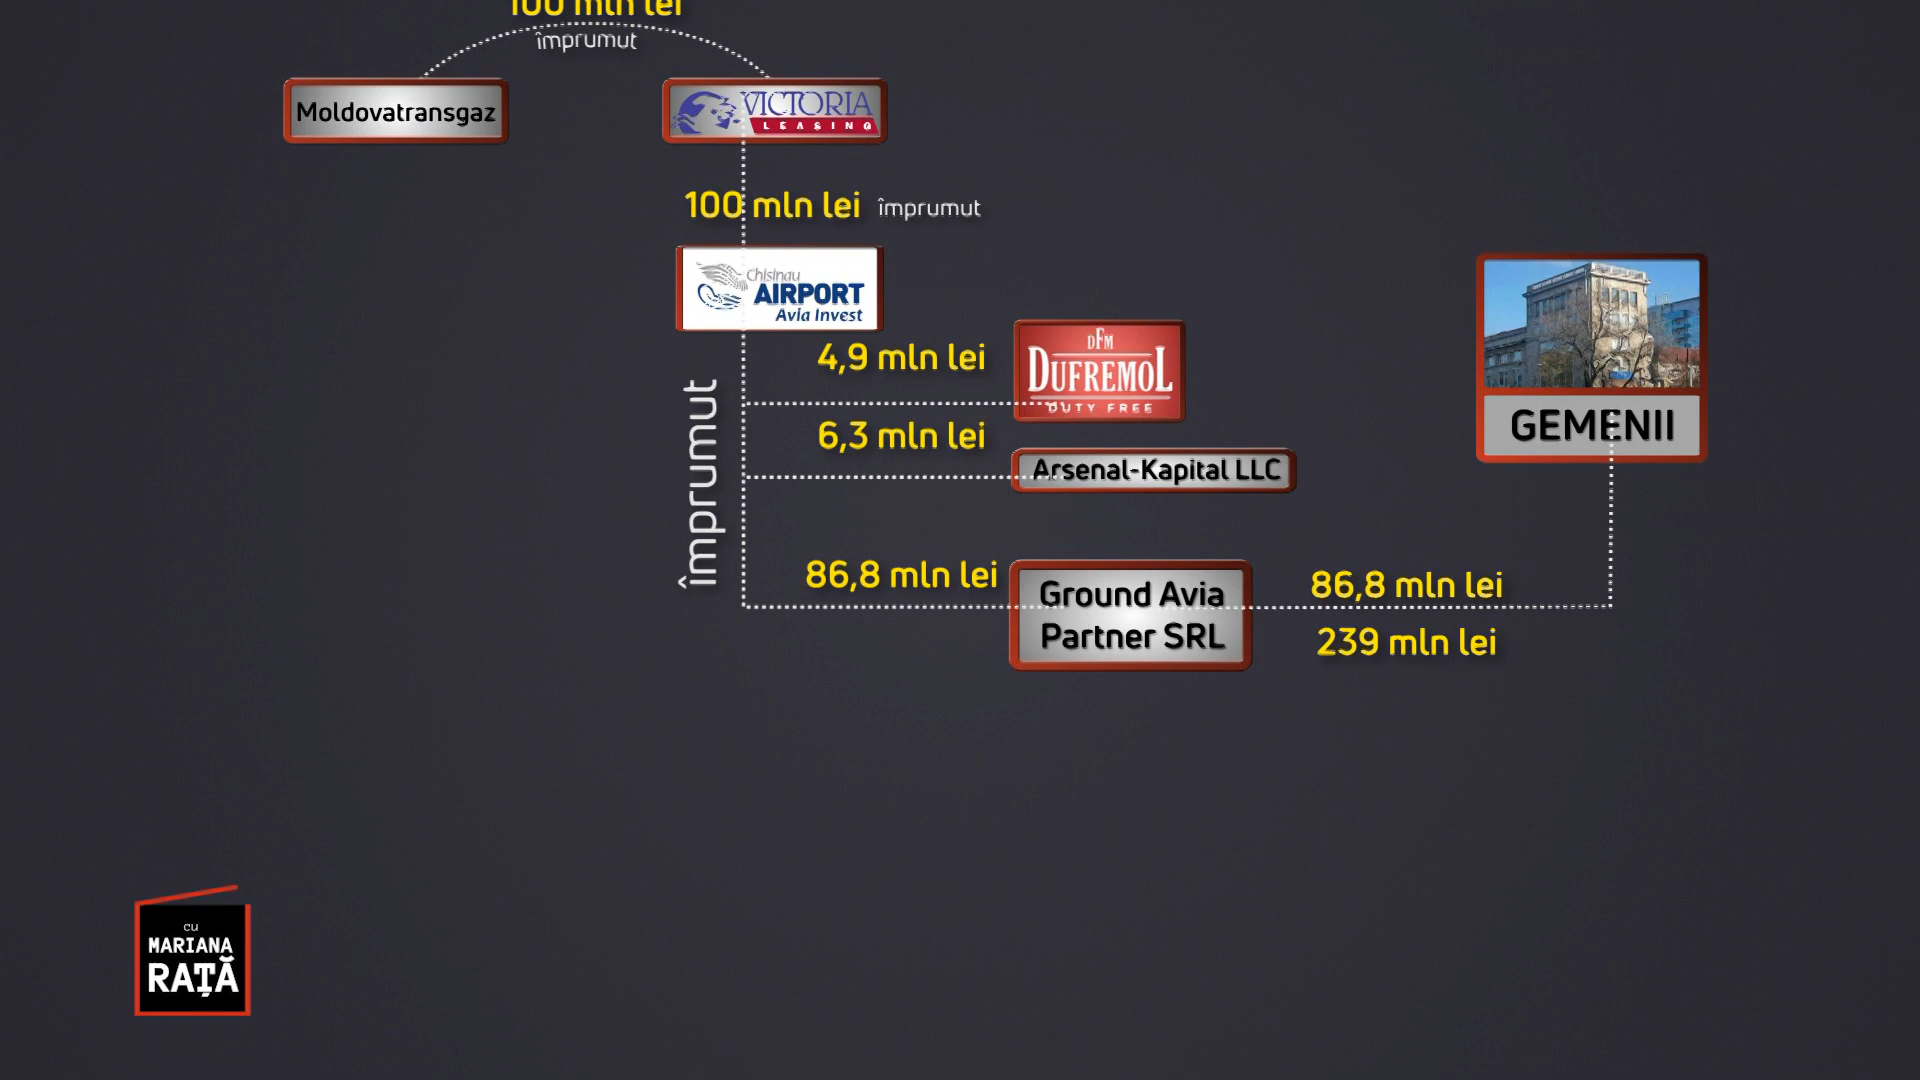 100 mln lei
împrumut
Moldovatransgaz
VICTORIA
LEASING
100 mln lei împrumut
Chisinau
AIRPORT
Avia Invest
4,9 mln lei
DFM
DUFREMOL
DUTY FREE
6,3 mln lei
Arsenal-Kapital LLC
împrumut
GEMENII
86,8 mln lei
Ground Avia
Partner SRL
86,8 mln lei
239 mln lei
cu
MARIANA
RAȚĂ